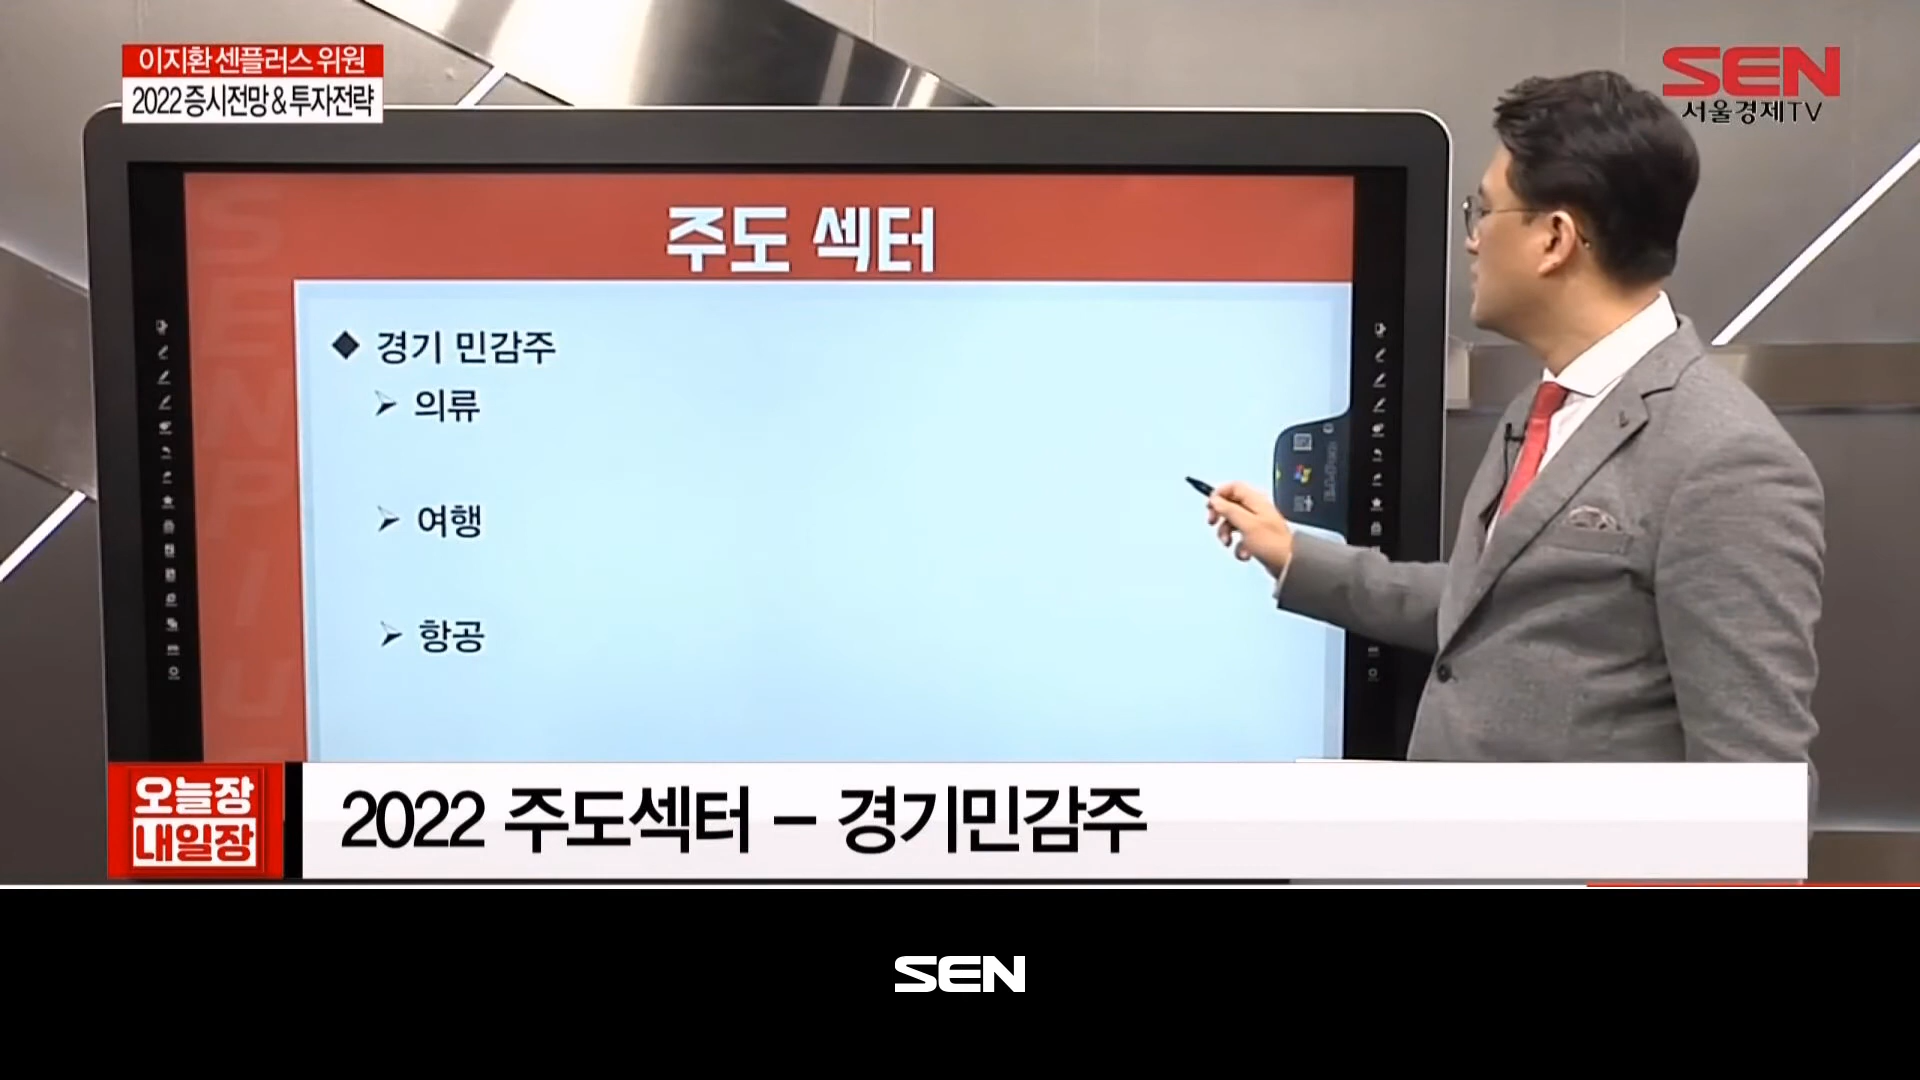 이지환 센플러스 위원
2022 증시전망 & 투자전략
SEN
서울경제TV
주도 섹터
◆ 경기 민감주
➢ 의류
➢ 여행
➢ 항공
SENPLU
오늘장
내일장
2022 주도섹터 – 경기민감주
SEN